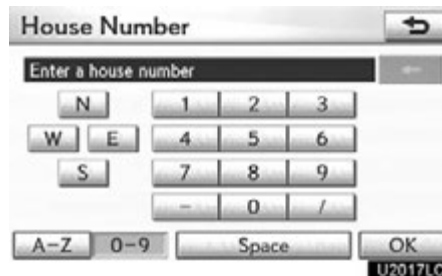 House Number
Enter a house number
N 1 2 3
W E 4 5 6
S 7 8 9
- 0 /
A-Z 0-9 Space OK
U2017LC